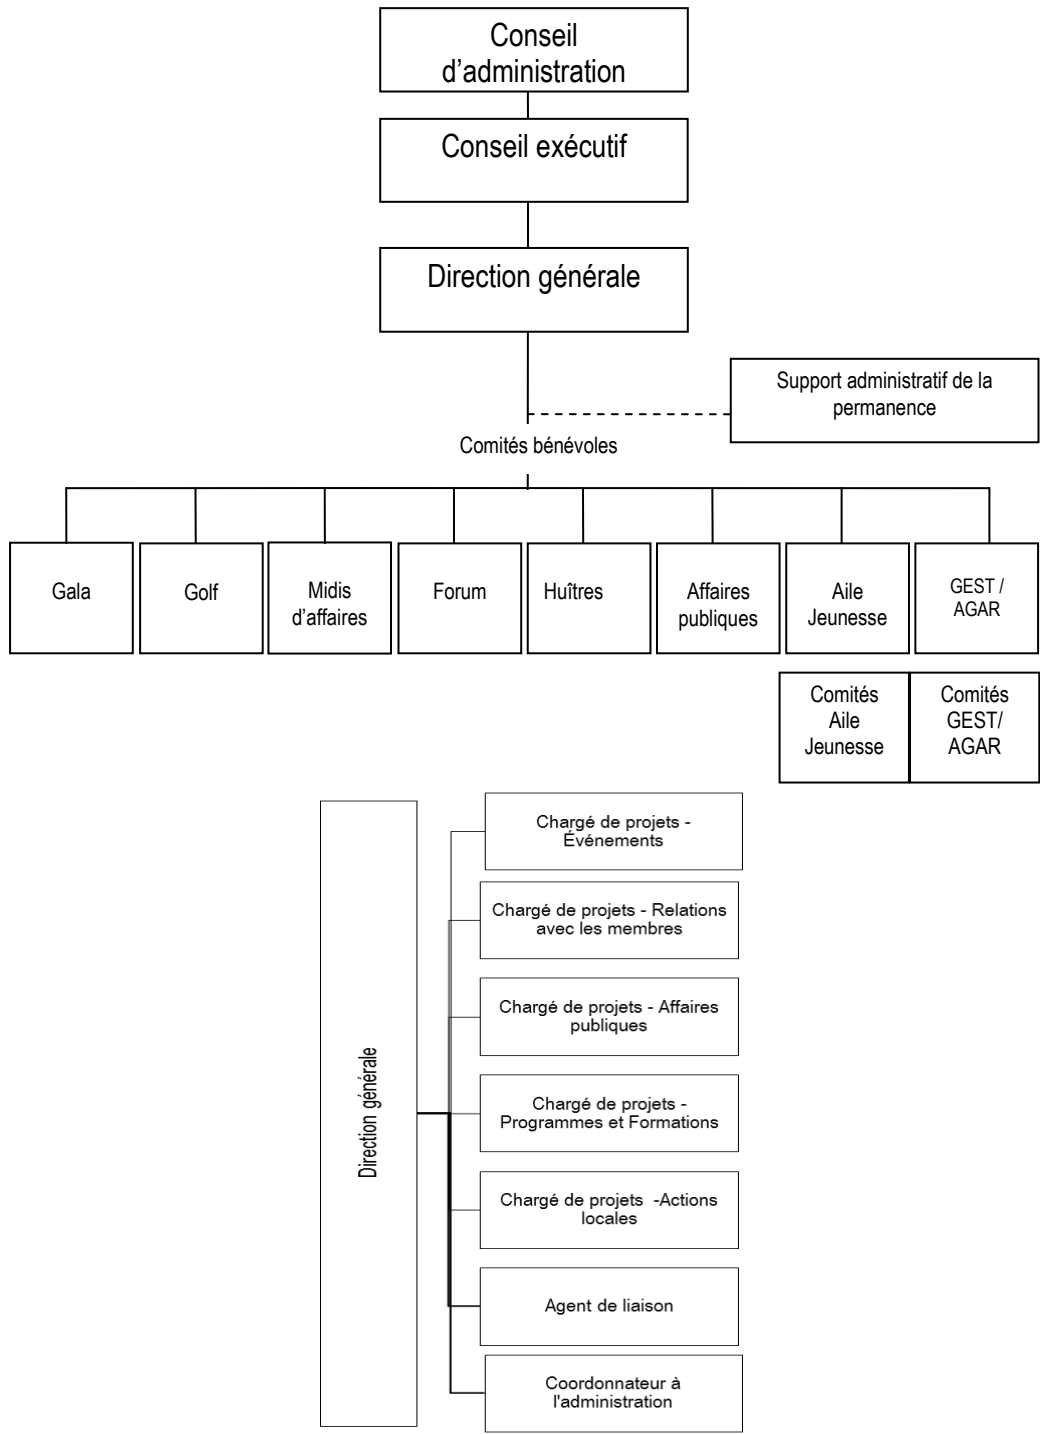 Conseil
d’administration
Conseil exécutif
Direction générale
Support administratif de la
permanence
Comités bénévoles
Gala
Golf
Midis
d’affaires
Forum
Huîtres
Affaires
publiques
Aile
Jeunesse
GEST /
AGAR
Comités
Aile
Jeunesse
Comités
GEST/
AGAR
Direction générale
Chargé de projets -
Événements
Chargé de projets - Relations
avec les membres
Chargé de projets - Affaires
publiques
Chargé de projets -
Programmes et Formations
Chargé de projets -Actions
locales
Agent de liaison
Coordonnateur à
l'administration